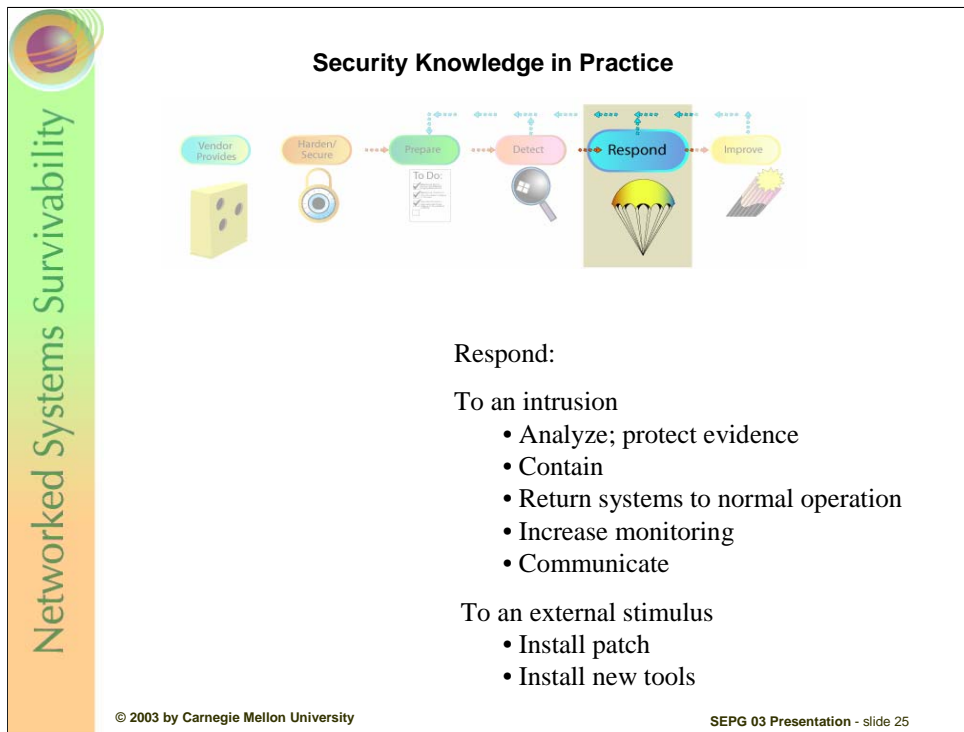 Security Knowledge in Practice
Networked Systems Survivability
Vendor
Provides
Harden/
Secure
Prepare
Detect
Respond
Improve
To Do:
Respond:
To an intrusion
• Analyze; protect evidence
• Contain
• Return systems to normal operation
• Increase monitoring
• Communicate
To an external stimulus
• Install patch
• Install new tools
© 2003 by Carnegie Mellon University
SEPG 03 Presentation - slide 25